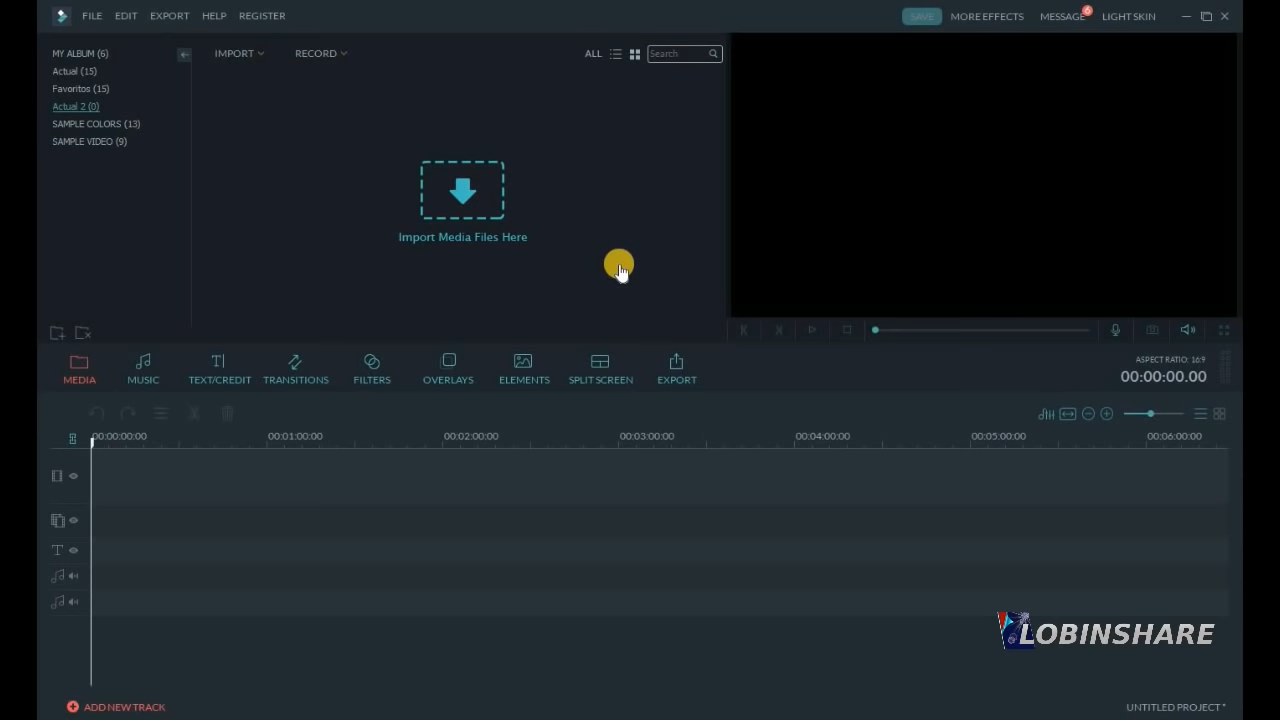 FILE EDIT EXPORT HELP REGISTER SAVE MORE EFFECTS MESSAGE 6 LIGHT SKIN
MY ALBUM (6)
Actual (15)
Favoritos (15)
Actual 2 (0)
SAMPLE COLORS (13)
SAMPLE VIDEO (9)
IMPORT RECORD ALL Search
Import Media Files Here
MEDIA MUSIC TEXT/CREDIT TRANSITIONS FILTERS OVERLAYS ELEMENTS SPLIT SCREEN EXPORT
ASPECT RATIO: 16:9
00:00:00.00
00:00:00:00 00:01:00:00 00:02:00:00 00:03:00:00 00:04:00:00 00:05:00:00 00:06:00:00
LOBINSHARE
ADD NEW TRACK
UNTITLED PROJECT*